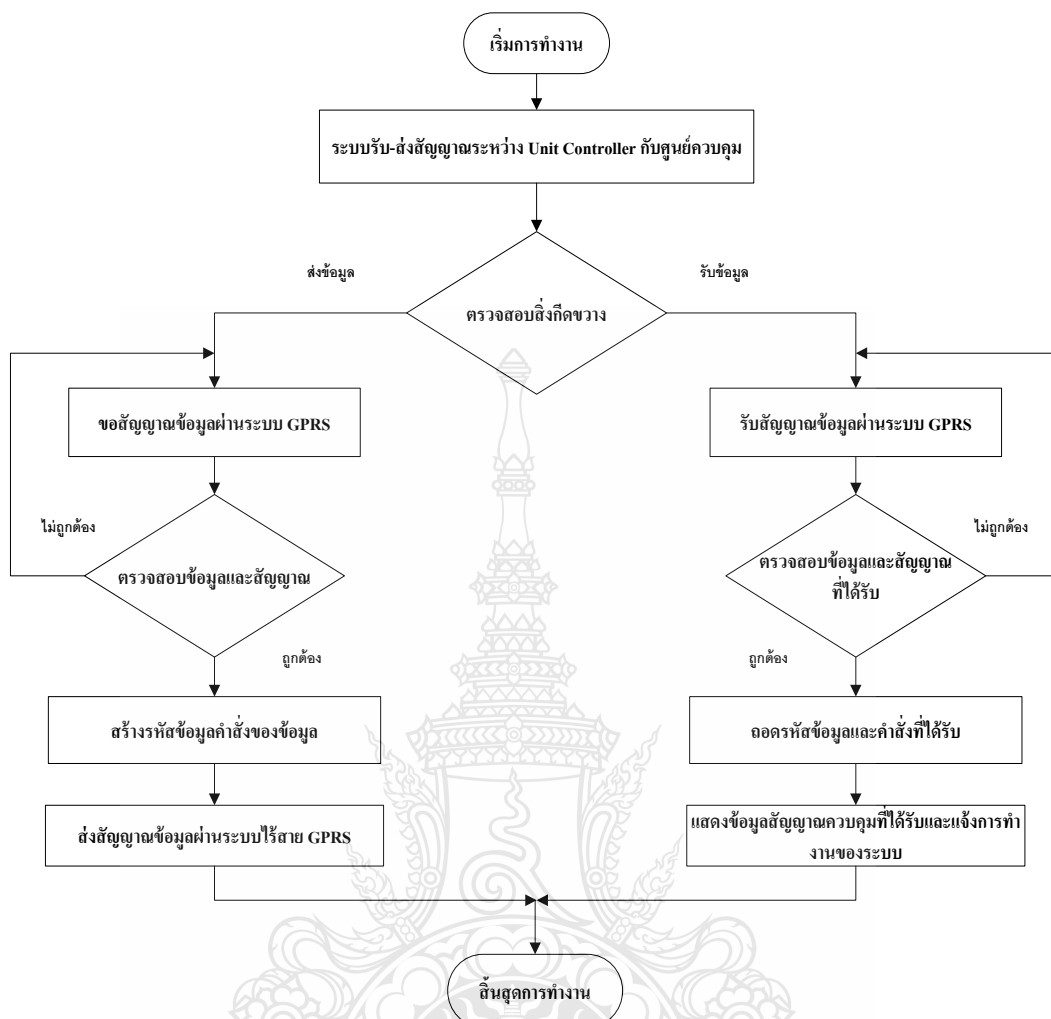 เริ่มการทำงาน
ระบบรับ-ส่งสัญญาณระหว่าง Unit Controller กับศูนย์ควบคุม
ส่งข้อมูล
รับข้อมูล
ตรวจสอบสิ่งกีดขวาง
ขอสัญญาณข้อมูลผ่านระบบ GPRS
รับสัญญาณข้อมูลผ่านระบบ GPRS
ไม่ถูกต้อง
ไม่ถูกต้อง
ตรวจสอบข้อมูลและสัญญาณ
ตรวจสอบข้อมูลและสัญญาณ
ที่ได้รับ
ถูกต้อง
ถูกต้อง
สร้างรหัสข้อมูลคำสั่งของข้อมูล
ถอดรหัสข้อมูลและคำสั่งที่ได้รับ
ส่งสัญญาณข้อมูลผ่านระบบไร้สาย GPRS
แสดงข้อมูลสัญญาณควบคุมที่ได้รับและแจ้งการทำ
งานของระบบ
สิ้นสุดการทำงาน